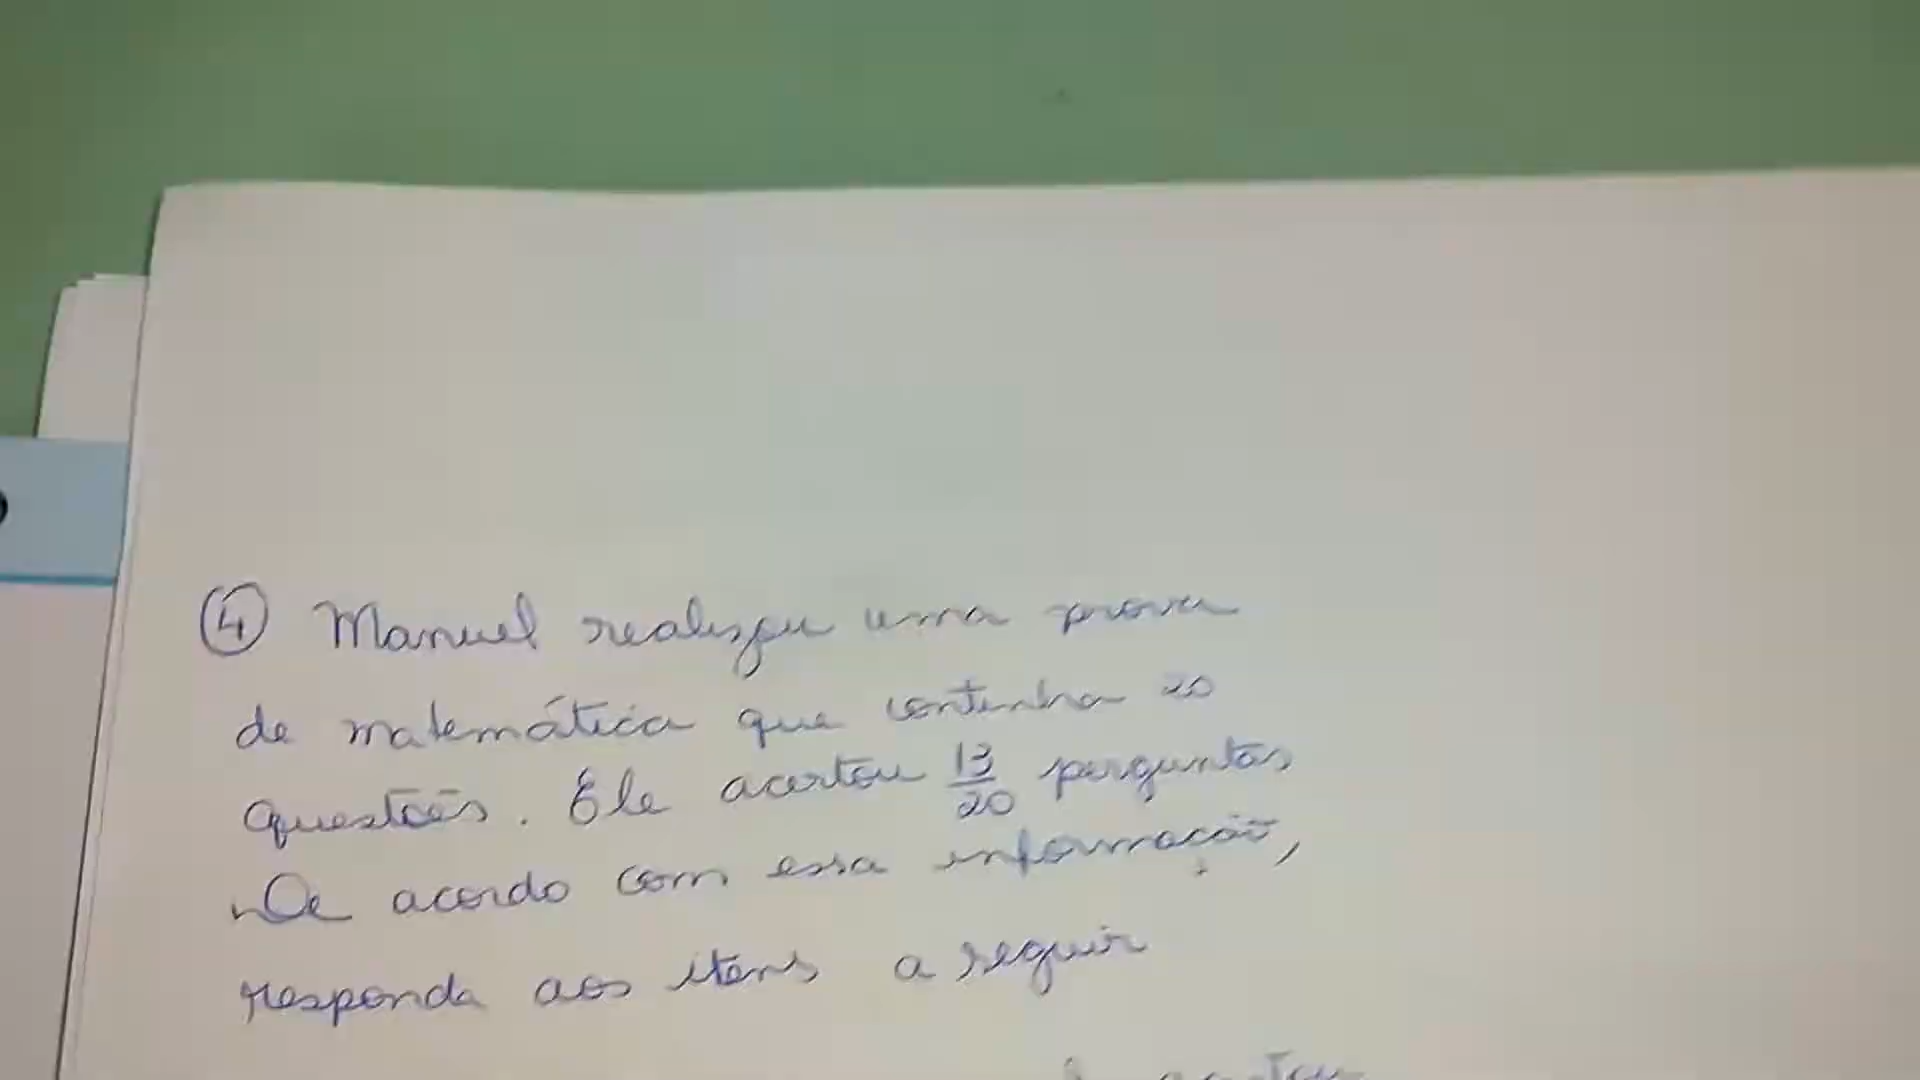 ④ Manuel realizou uma prova
de matemática que continha 20
questões. Ele acertou 13/20 perguntas
De acordo com essa informação,
responda aos itens a seguir